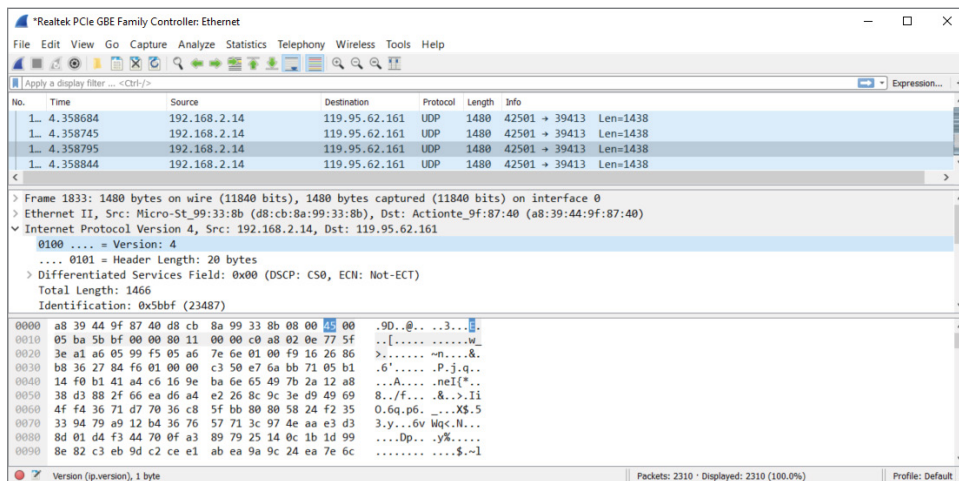 *Realtek PCIe GBE Family Controller: Ethernet
File Edit View Go Capture Analyze Statistics Telephony Wireless Tools Help
Apply a display filter ... <Ctrl-/> Expression...
No. Time Source Destination Protocol Length Info
1… 4.358684 192.168.2.14 119.95.62.161 UDP 1480 42501 → 39413 Len=1438
1… 4.358745 192.168.2.14 119.95.62.161 UDP 1480 42501 → 39413 Len=1438
1… 4.358795 192.168.2.14 119.95.62.161 UDP 1480 42501 → 39413 Len=1438
1… 4.358844 192.168.2.14 119.95.62.161 UDP 1480 42501 → 39413 Len=1438
Frame 1833: 1480 bytes on wire (11840 bits), 1480 bytes captured (11840 bits) on interface 0
Ethernet II, Src: Micro-St_99:33:8b (d8:cb:8a:99:33:8b), Dst: Actionte_9f:87:40 (a8:39:44:9f:87:40)
Internet Protocol Version 4, Src: 192.168.2.14, Dst: 119.95.62.161
0100 .... = Version: 4
.... 0101 = Header Length: 20 bytes
Differentiated Services Field: 0x00 (DSCP: CS0, ECN: Not-ECT)
Total Length: 1466
Identification: 0x5bbf (23487)
0000 a8 39 44 9f 87 40 d8 cb 8a 99 33 8b 08 00 45 00 .9D..@.. ..3...E.
0010 05 ba 5b bf 00 00 80 11 00 00 c0 a8 02 0e 77 5f ..[..... ......w_
0020 3e a1 a6 05 99 f5 05 a6 7e 6e 01 00 f9 16 26 86 >....... ~n....&.
0030 b8 36 27 84 f6 01 00 00 c3 50 e7 6a bb 71 05 b1 .6'..... .P.j.q..
0040 14 f0 b1 41 a4 c6 16 9e ba 6e 65 49 7b 2a 12 a8 ...A.... .neI{*..
0050 38 d3 88 2f 66 ea d6 a4 e2 26 8c 9c 3e d9 49 69 8../f... .&..>.Ii
0060 4f f4 36 71 d7 70 36 c8 5f bb 80 80 58 24 f2 35 O.6q.p6. _...X$.5
0070 33 94 79 a9 12 b4 36 76 57 71 3c 97 4e aa e3 d3 3.y...6v Wq<.N...
0080 8d 01 d4 f3 44 70 0f a3 89 79 25 14 0c 1b 1d 99 ....Dp.. .y%.....
0090 8e 82 c3 eb 9d c2 ce e1 ab ea 9a 9c 24 ea 7e 6c ........ ....$.~l
Version (ip.version), 1 byte Packets: 2310 · Displayed: 2310 (100.0%) Profile: Default